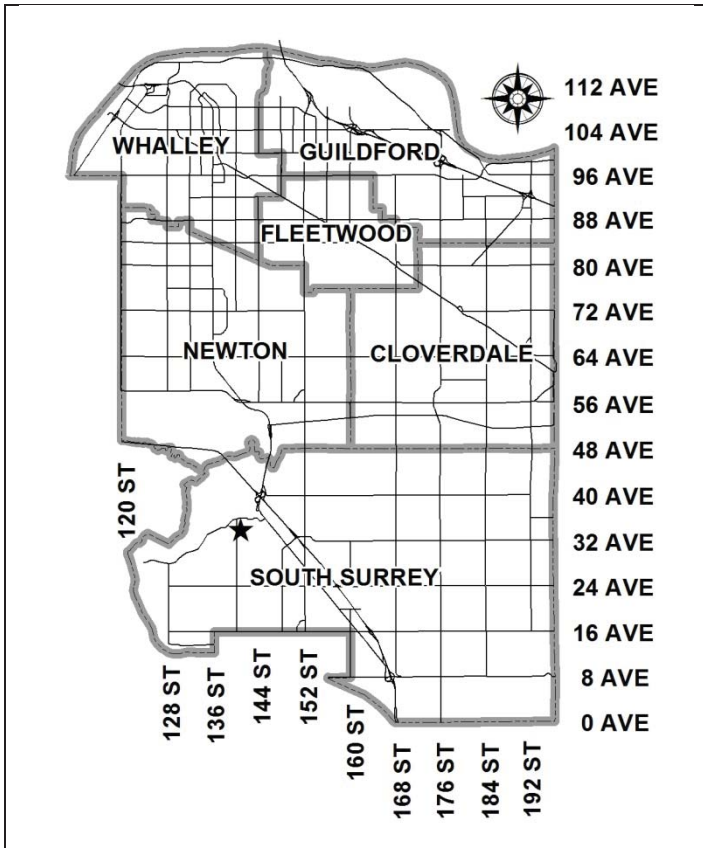 112 AVE
104 AVE
WHALLEY
GUILDFORD
96 AVE
88 AVE
FLEETWOOD
80 AVE
72 AVE
NEWTON
CLOVERDALE
64 AVE
56 AVE
48 AVE
120 ST
40 AVE
32 AVE
SOUTH SURREY
24 AVE
16 AVE
128 ST
136 ST
144 ST
152 ST
160 ST
8 AVE
0 AVE
168 ST
176 ST
184 ST
192 ST